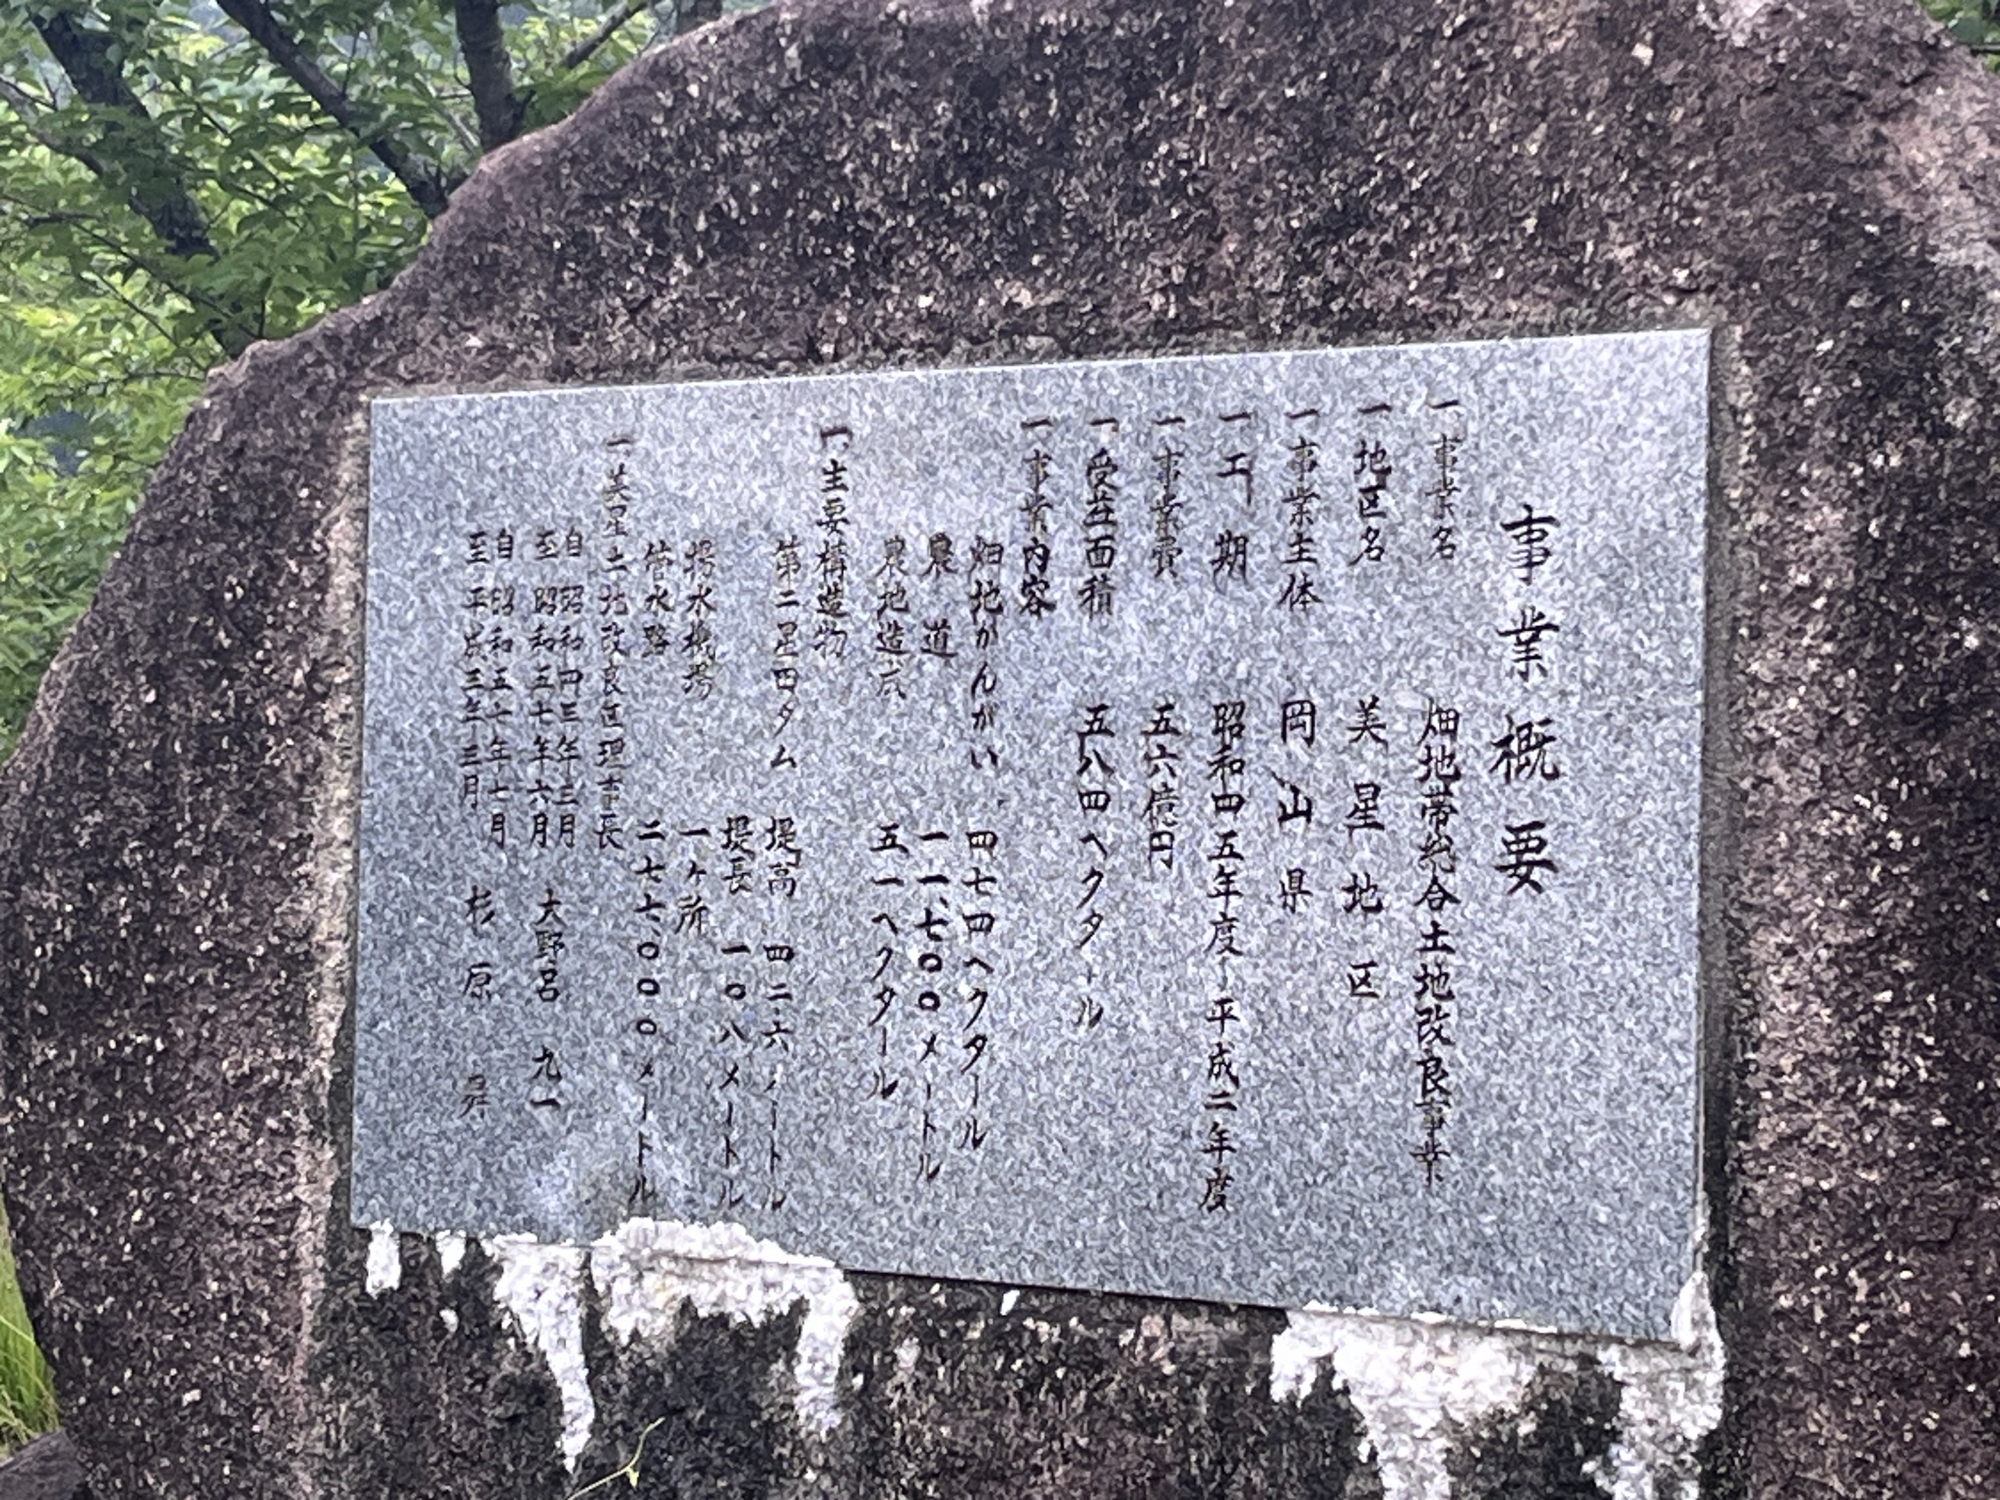 事業概要
一 事業名 畑地帯総合土地改良事業
一 地区名 美星地区
一 事業主体 岡山県
一 工期 昭和四五年度-平成二年度
一 事業費 五六億円
一 受益面積 五八四ヘクタール
一 事業内容
畑地かんがい 四七四ヘクタール
農道 一一、七〇〇メートル
農地造成 五一ヘクタール
一 主要構造物
第二星田ダム 堤高 四二・六メートル
堤長 一〇八メートル
揚水機場 一ヶ所
管水路 二七七、〇〇〇メートル
一 美星土地改良区理事長
自 昭和四三年三月
至 昭和五七年六月 大野呂 九一
自 昭和五七年七月
至 平成三年三月 杉原